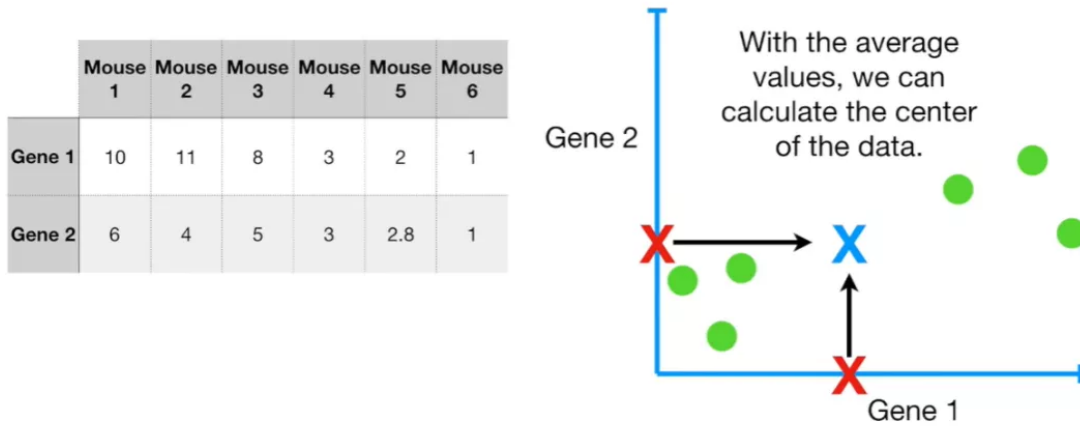 Mouse Mouse Mouse Mouse Mouse Mouse
1 2 3 4 5 6
Gene 1 10 11 8 3 2 1
Gene 2 6 4 5 3 2.8 1
With the average
values, we can
calculate the center
of the data.
Gene 2
X X
X
Gene 1